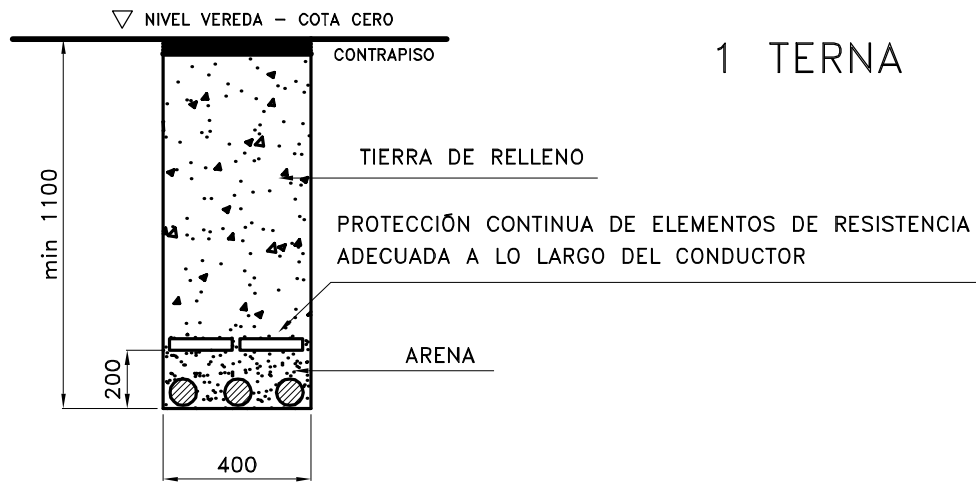 NIVEL VEREDA - COTA CERO
CONTRAPISO
1 TERNA
TIERRA DE RELLENO
PROTECCIÓN CONTINUA DE ELEMENTOS DE RESISTENCIA
ADECUADA A LO LARGO DEL CONDUCTOR
ARENA
min 1100
200
400